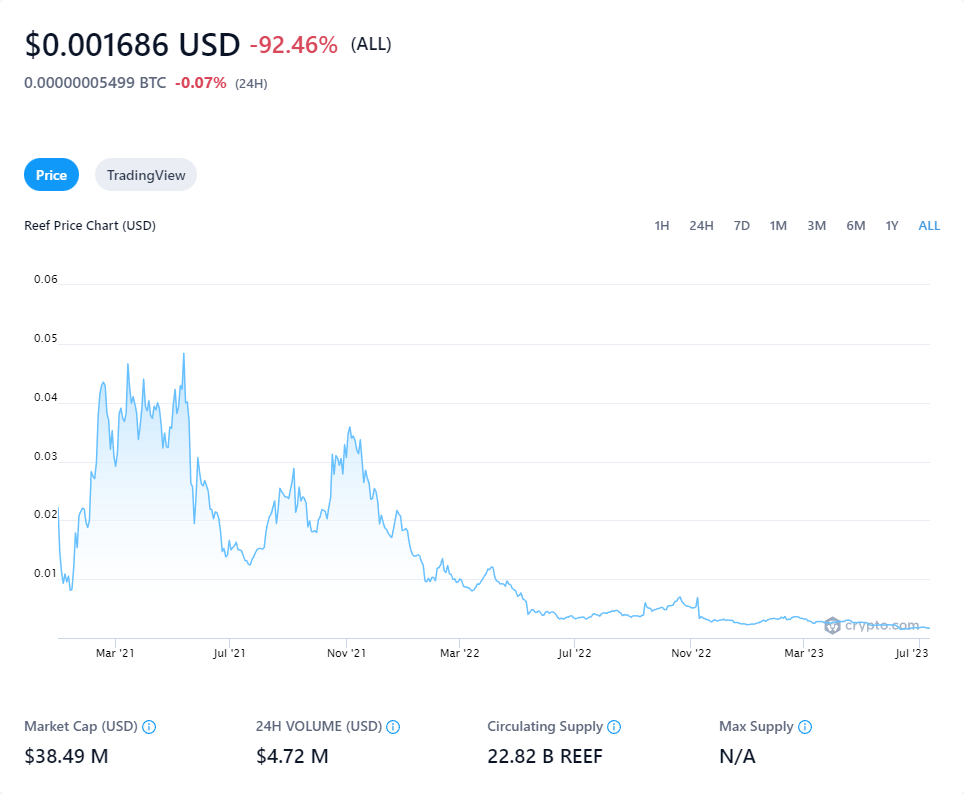 $0.001686 USD -92.46% (ALL)
0.00000005499 BTC -0.07% (24H)
Price TradingView
Reef Price Chart (USD) 1H 24H 7D 1M 3M 6M 1Y ALL
0.06
0.05
0.04
0.03
0.02
0.01
crypto.com
Mar '21 Jul '21 Nov '21 Mar '22 Jul '22 Nov '22 Mar '23 Jul '23
Market Cap (USD) 24H VOLUME (USD) Circulating Supply Max Supply
$38.49 M $4.72 M 22.82 B REEF N/A